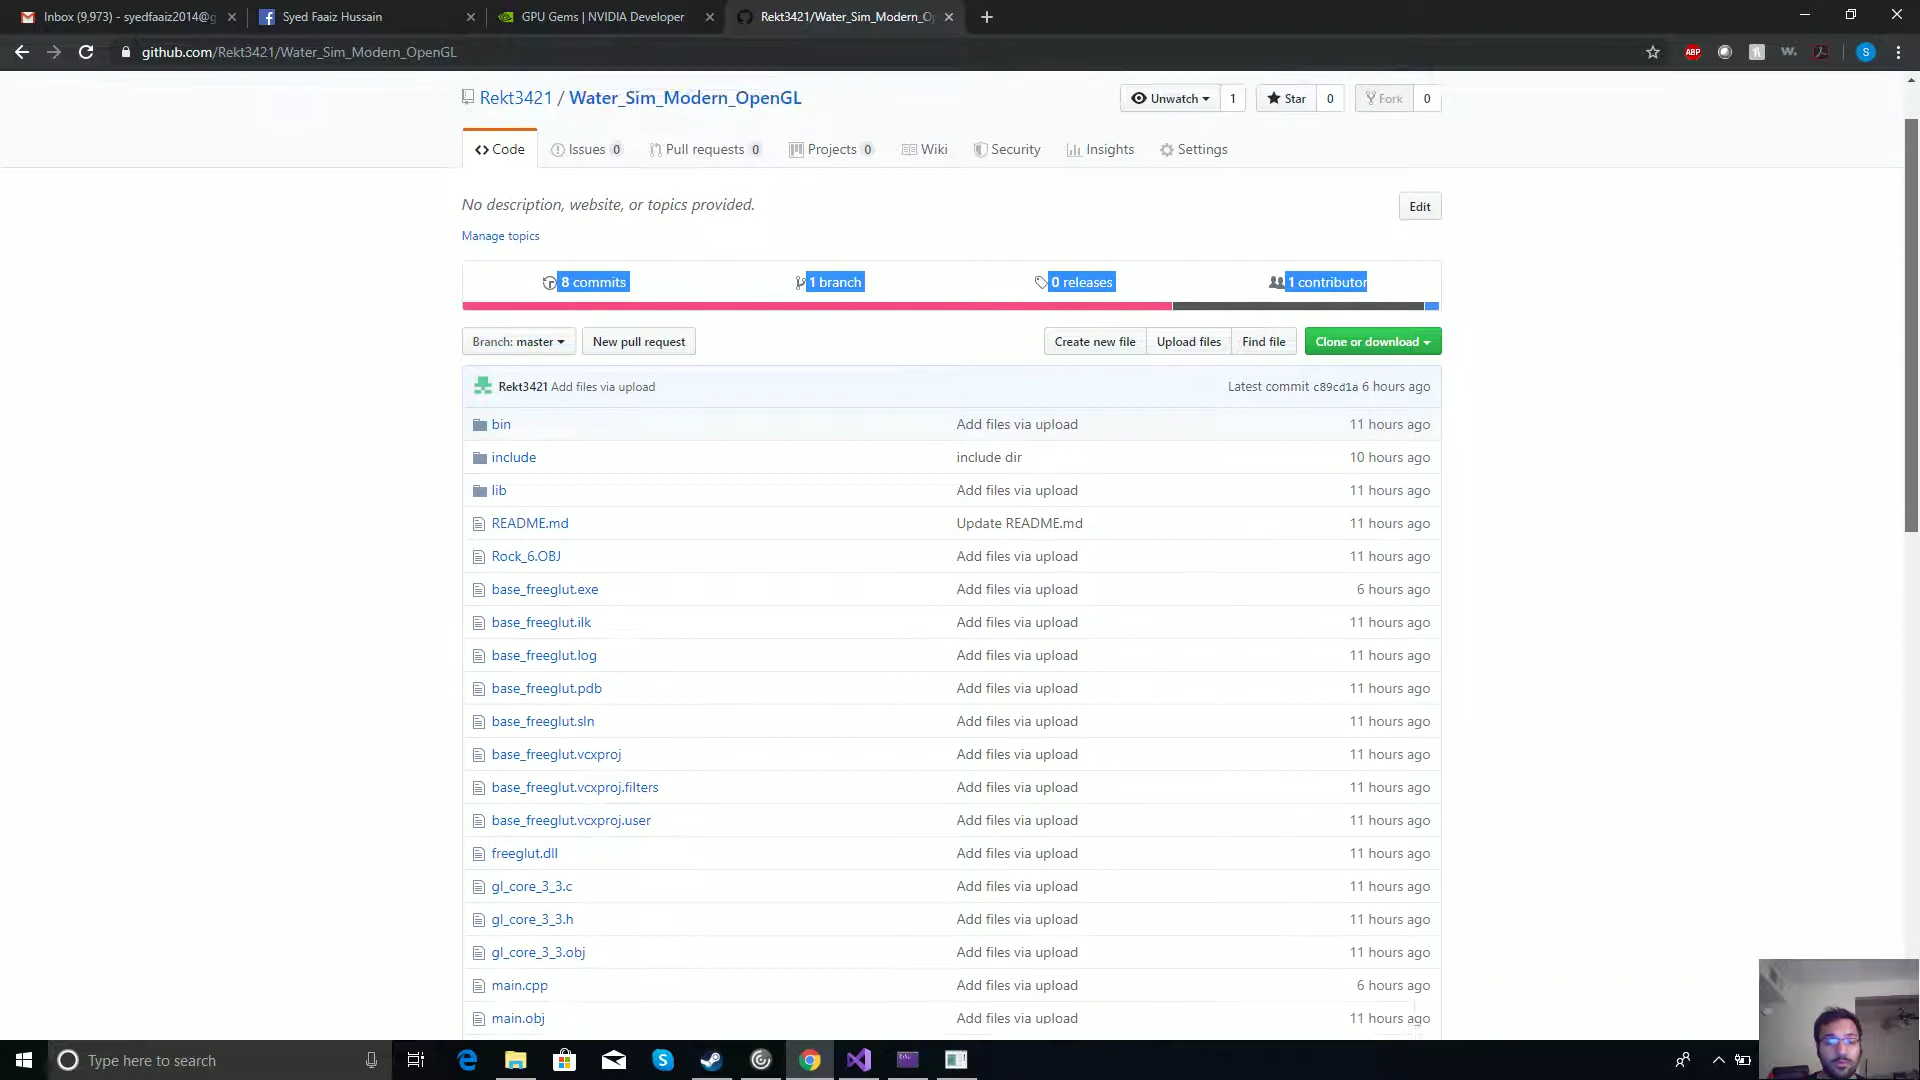 Inbox (9,973) - syedfaaiz2014@g
Syed Faaiz Hussain
GPU Gems | NVIDIA Developer
Rekt3421/Water_Sim_Modern_O
github.com/Rekt3421/Water_Sim_Modern_OpenGL
ABP
w.
S
Rekt3421 / Water_Sim_Modern_OpenGL
Unwatch 1
Star 0
Fork 0
Code
Issues 0
Pull requests 0
Projects 0
Wiki
Security
Insights
Settings
No description, website, or topics provided.
Edit
Manage topics
8 commits
1 branch
0 releases
1 contributor
Branch: master
New pull request
Create new file
Upload files
Find file
Clone or download
Rekt3421 Add files via upload
Latest commit c89cd1a 6 hours ago
bin Add files via upload 11 hours ago
include include dir 10 hours ago
lib Add files via upload 11 hours ago
README.md Update README.md 11 hours ago
Rock_6.OBJ Add files via upload 11 hours ago
base_freeglut.exe Add files via upload 6 hours ago
base_freeglut.ilk Add files via upload 11 hours ago
base_freeglut.log Add files via upload 11 hours ago
base_freeglut.pdb Add files via upload 11 hours ago
base_freeglut.sln Add files via upload 11 hours ago
base_freeglut.vcxproj Add files via upload 11 hours ago
base_freeglut.vcxproj.filters Add files via upload 11 hours ago
base_freeglut.vcxproj.user Add files via upload 11 hours ago
freeglut.dll Add files via upload 11 hours ago
gl_core_3_3.c Add files via upload 11 hours ago
gl_core_3_3.h Add files via upload 11 hours ago
gl_core_3_3.obj Add files via upload 11 hours ago
main.cpp Add files via upload 6 hours ago
main.obj Add files via upload 11 hours ago
Type here to search